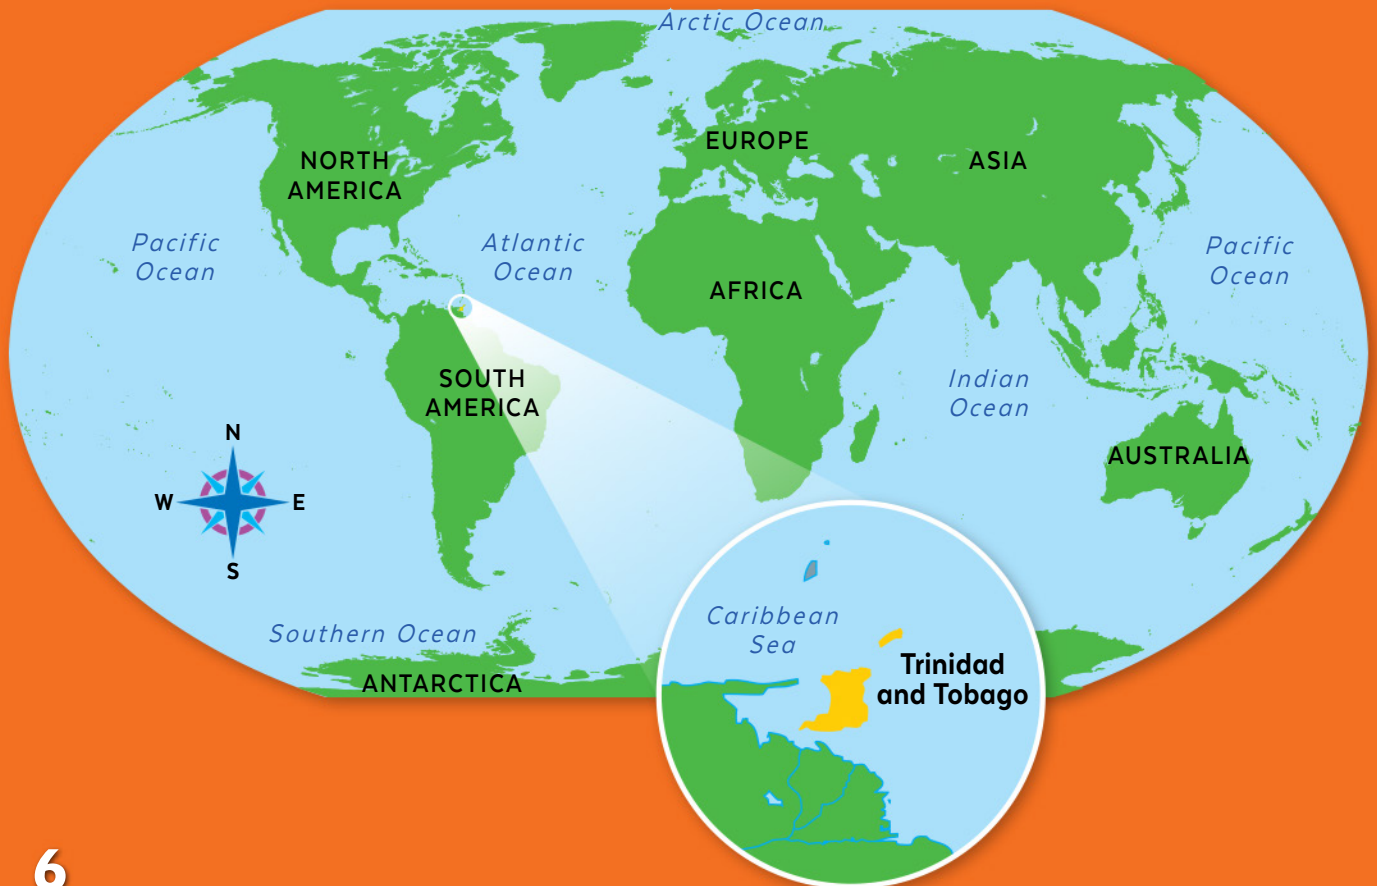 Arctic Ocean
NORTH
AMERICA
EUROPE
ASIA
Pacific
Ocean
Atlantic
Ocean
Pacific
Ocean
AFRICA
SOUTH
AMERICA
Indian
Ocean
AUSTRALIA
N
W
E
S
Southern Ocean
ANTARCTICA
Caribbean
Sea
Trinidad
and Tobago
6